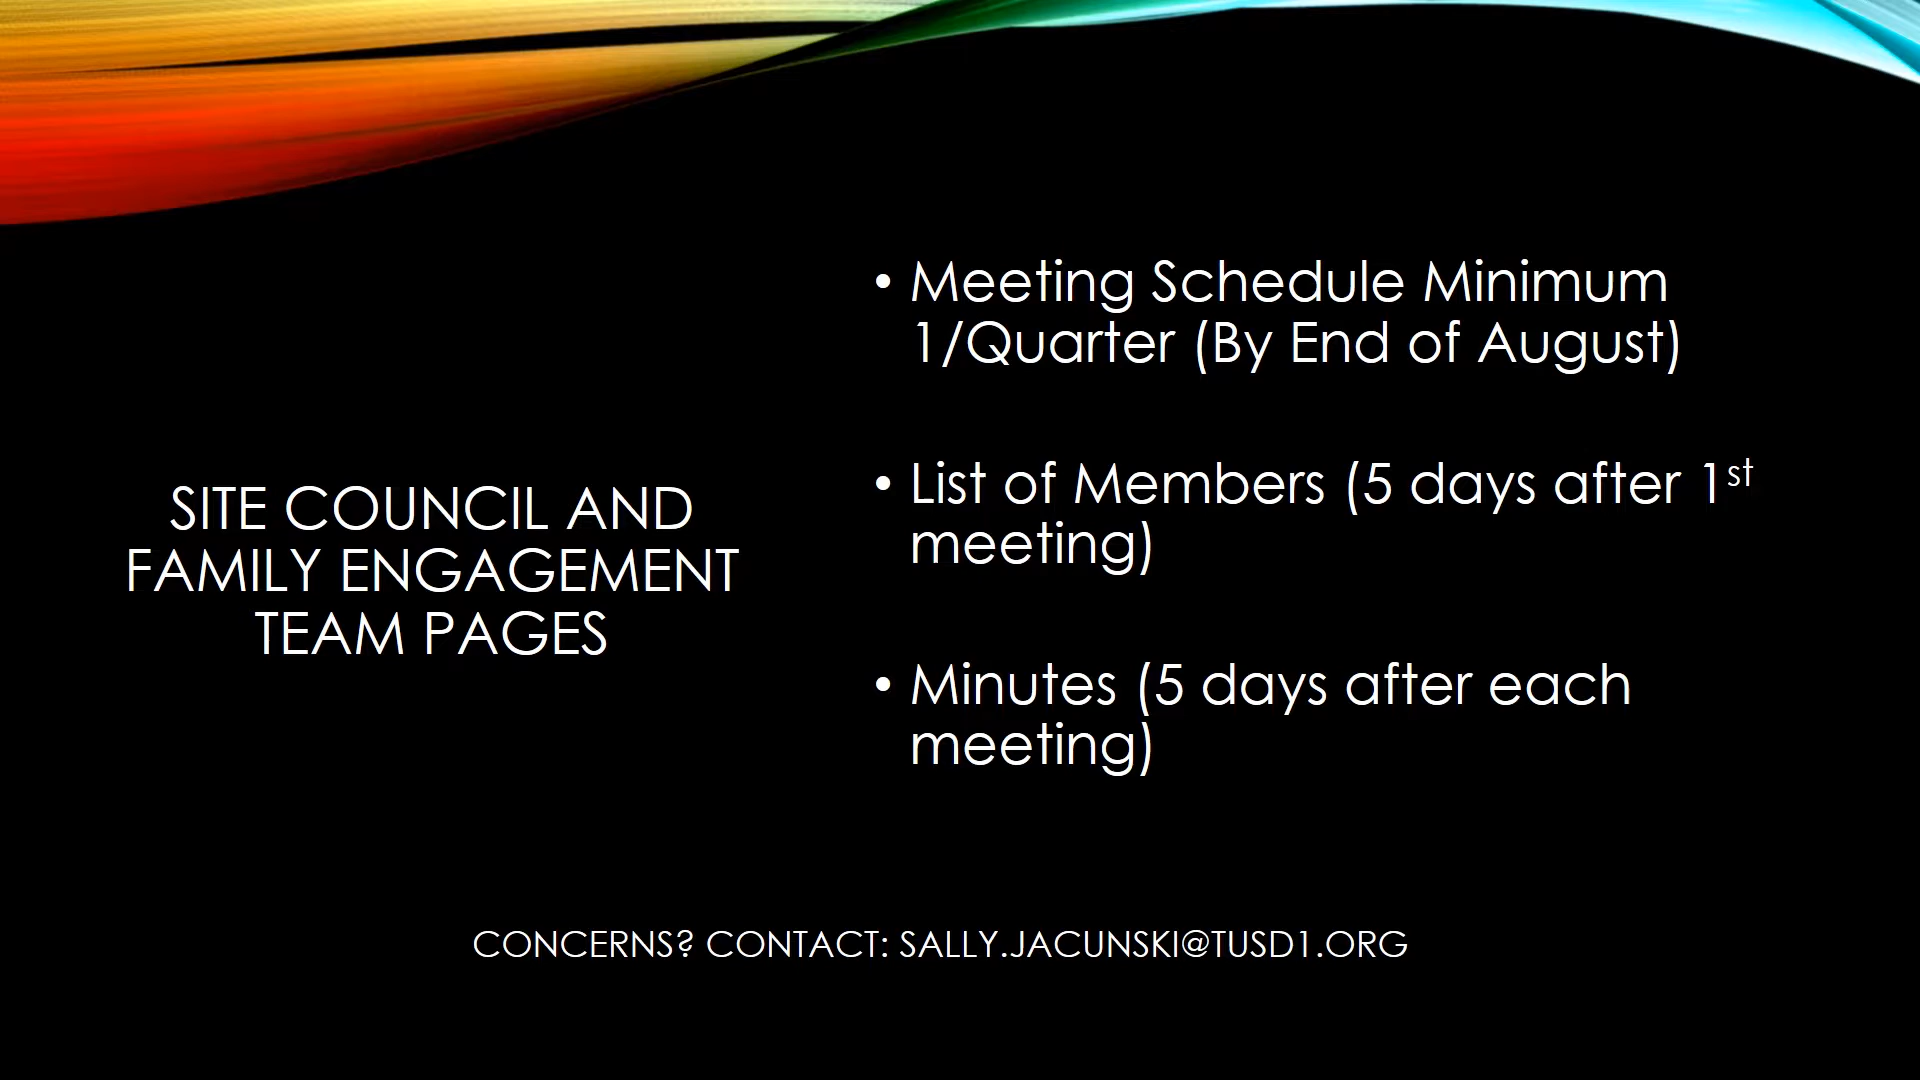 SITE COUNCIL AND
FAMILY ENGAGEMENT
TEAM PAGES
• Meeting Schedule Minimum
1/Quarter (By End of August)
• List of Members (5 days after 1st
meeting)
• Minutes (5 days after each
meeting)
CONCERNS? CONTACT: SALLY.JACUNSKI@TUSD1.ORG